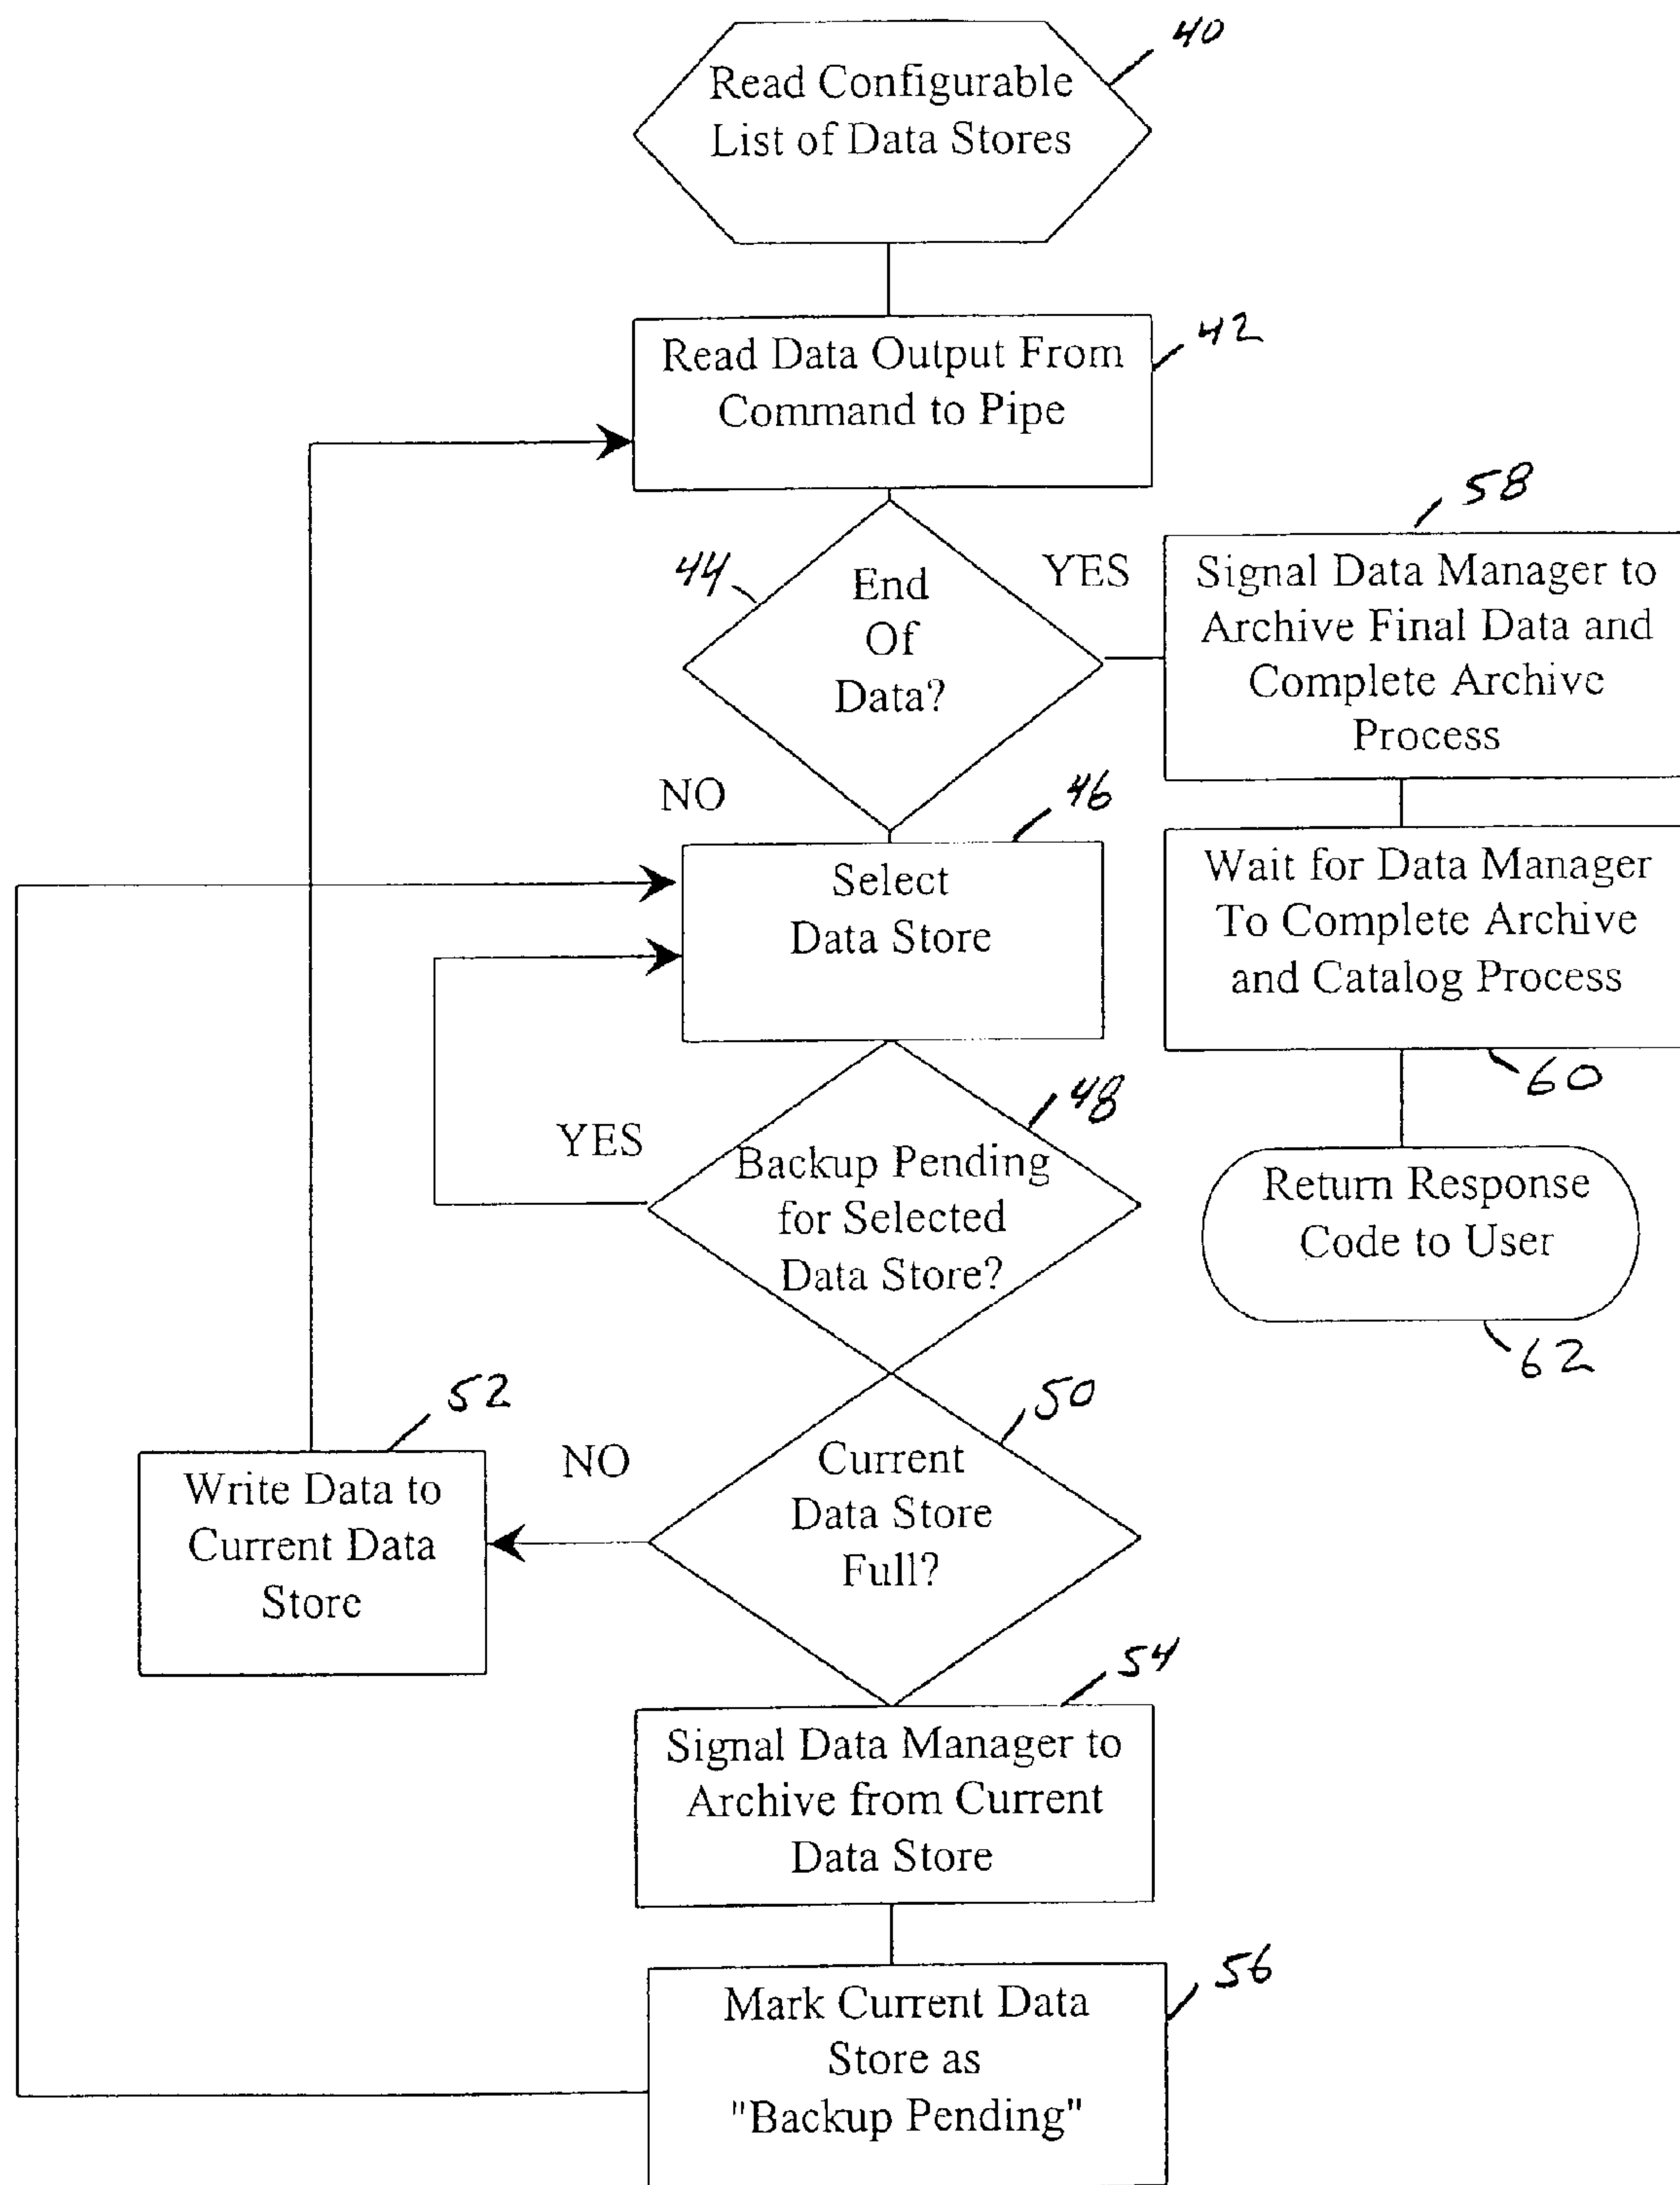 40
Read Configurable
List of Data Stores
42
Read Data Output From
Command to Pipe
58
44
End
Of
Data?
YES
Signal Data Manager to
Archive Final Data and
Complete Archive
Process
NO
46
Select
Data Store
Wait for Data Manager
To Complete Archive
and Catalog Process
60
48
YES
Backup Pending
for Selected
Data Store?
Return Response
Code to User
62
52
50
NO
Current
Data Store
Full?
Write Data to
Current Data
Store
54
Signal Data Manager to
Archive from Current
Data Store
56
Mark Current Data
Store as
"Backup Pending"